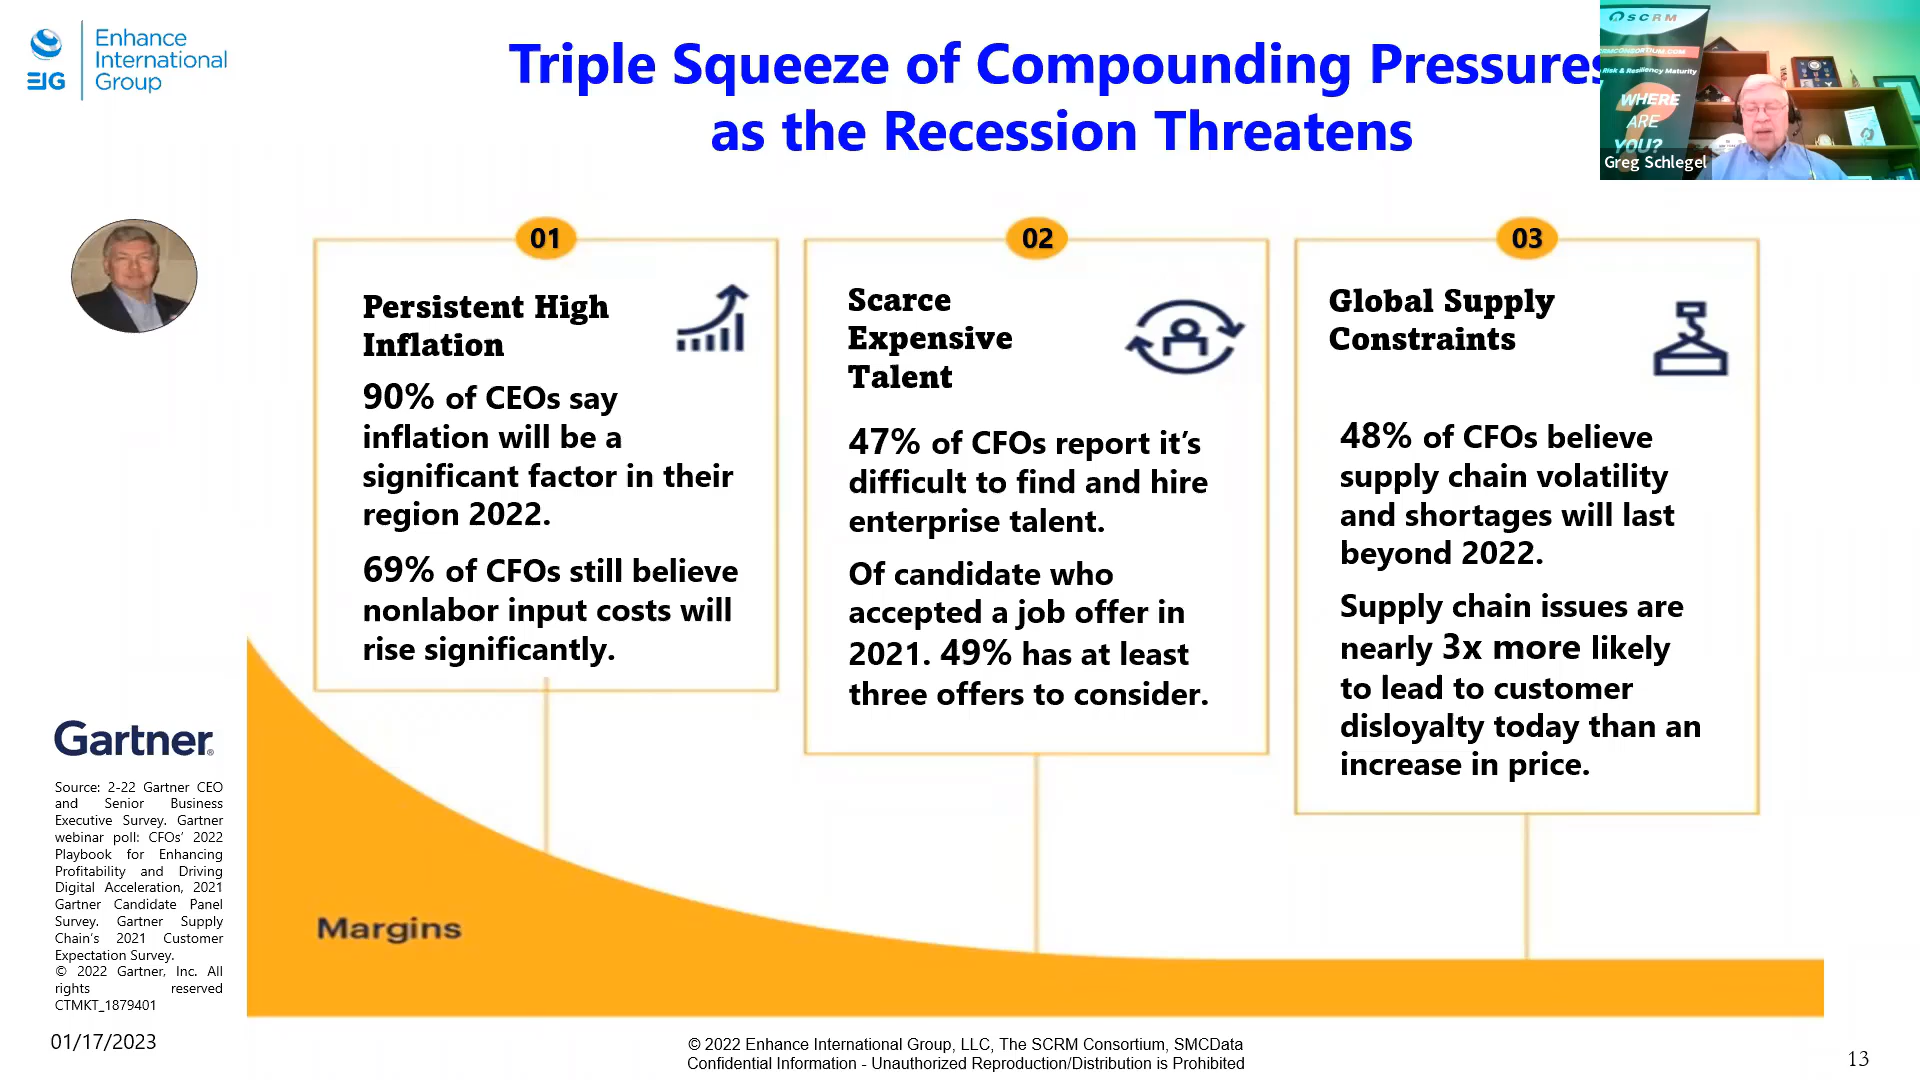 EIG
Enhance
International
Group
Triple Squeeze of Compounding Pressures
as the Recession Threatens
SCRM
CRMCONSORTIUM.COM
Risk & Resiliency Maturity
WHERE
ARE
YOU?
Greg Schlegel
01
Persistent High
Inflation
90% of CEOs say
inflation will be a
significant factor in their
region 2022.
69% of CFOs still believe
nonlabor input costs will
rise significantly.
02
Scarce
Expensive
Talent
47% of CFOs report it’s
difficult to find and hire
enterprise talent.
Of candidate who
accepted a job offer in
2021. 49% has at least
three offers to consider.
03
Global Supply
Constraints
48% of CFOs believe
supply chain volatility
and shortages will last
beyond 2022.
Supply chain issues are
nearly 3x more likely
to lead to customer
disloyalty today than an
increase in price.
Margins
Gartner®
Source: 2-22 Gartner CEO
and Senior Business
Executive Survey. Gartner
webinar poll: CFOs’ 2022
Playbook for Enhancing
Profitability and Driving
Digital Acceleration, 2021
Gartner Candidate Panel
Survey. Gartner Supply
Chain’s 2021 Customer
Expectation Survey.
© 2022 Gartner, Inc. All
rights reserved
CTMKT_1879401
01/17/2023
© 2022 Enhance International Group, LLC, The SCRM Consortium, SMCData
Confidential Information - Unauthorized Reproduction/Distribution is Prohibited
13